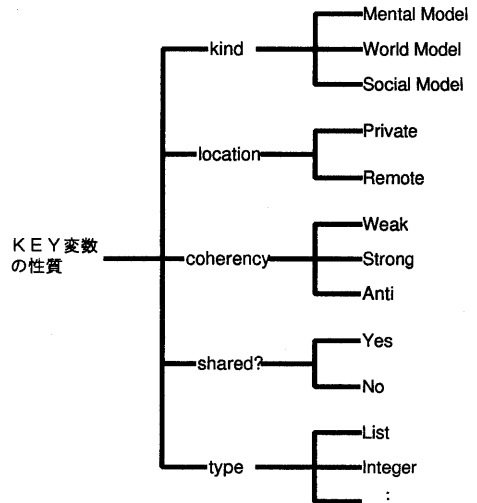 KEY変数
の性質
kind
Mental Model
World Model
Social Model
location
Private
Remote
coherency
Weak
Strong
Anti
shared?
Yes
No
type
List
Integer
: